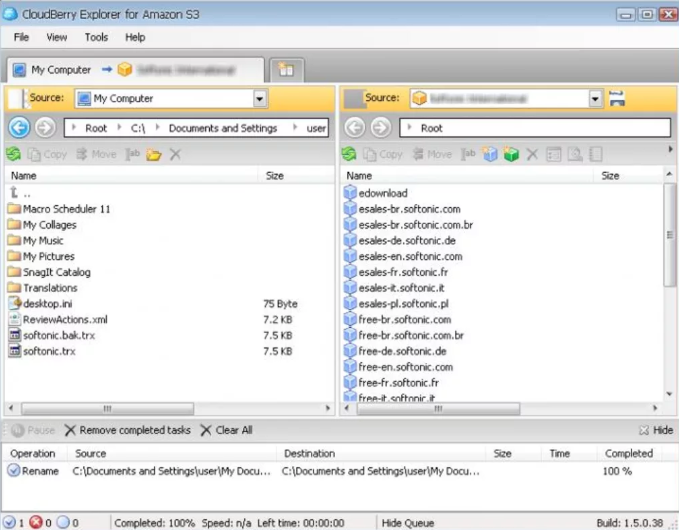 CloudBerry Explorer for Amazon S3
File View Tools Help
My Computer
Source: My Computer
Root C:\ Documents and Settings user
Copy Move
Name Size
..
Macro Scheduler 11
My Collages
My Music
My Pictures
SnagIt Catalog
Translations
desktop.ini 75 Byte
ReviewActions.xml 7.2 KB
softonic.bak.trx 7.5 KB
softonic.trx 7.5 KB
Source:
Root
Copy Move
Name Size
edownload
esales-br.softonic.com
esales-br.softonic.com.br
esales-de.softonic.de
esales-en.softonic.com
esales-fr.softonic.fr
esales-it.softonic.it
esales-pl.softonic.pl
free-br.softonic.com
free-br.softonic.com.br
free-de.softonic.de
free-en.softonic.com
free-fr.softonic.fr
free-it.softonic.it
Pause Remove completed tasks Clear All Hide
Operation Source Destination Size Time Completed
Rename C:\Documents and Settings\user\My Docu... C:\Documents and Settings\user\My Docu... 100 %
1 0 0 Completed: 100% Speed: n/a Left time: 00:00:00 Hide Queue Build: 1.5.0.38